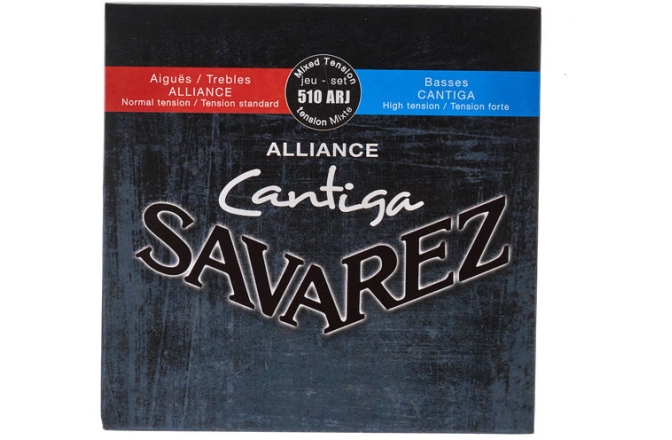 Mixed Tension
jeu - set
510 ARJ
tension Mixte
Aiguës / Trebles
ALLIANCE
Normal tension / Tension standard
Basses
CANTIGA
High tension / Tension forte
ALLIANCE
Cantiga
SAVAREZ